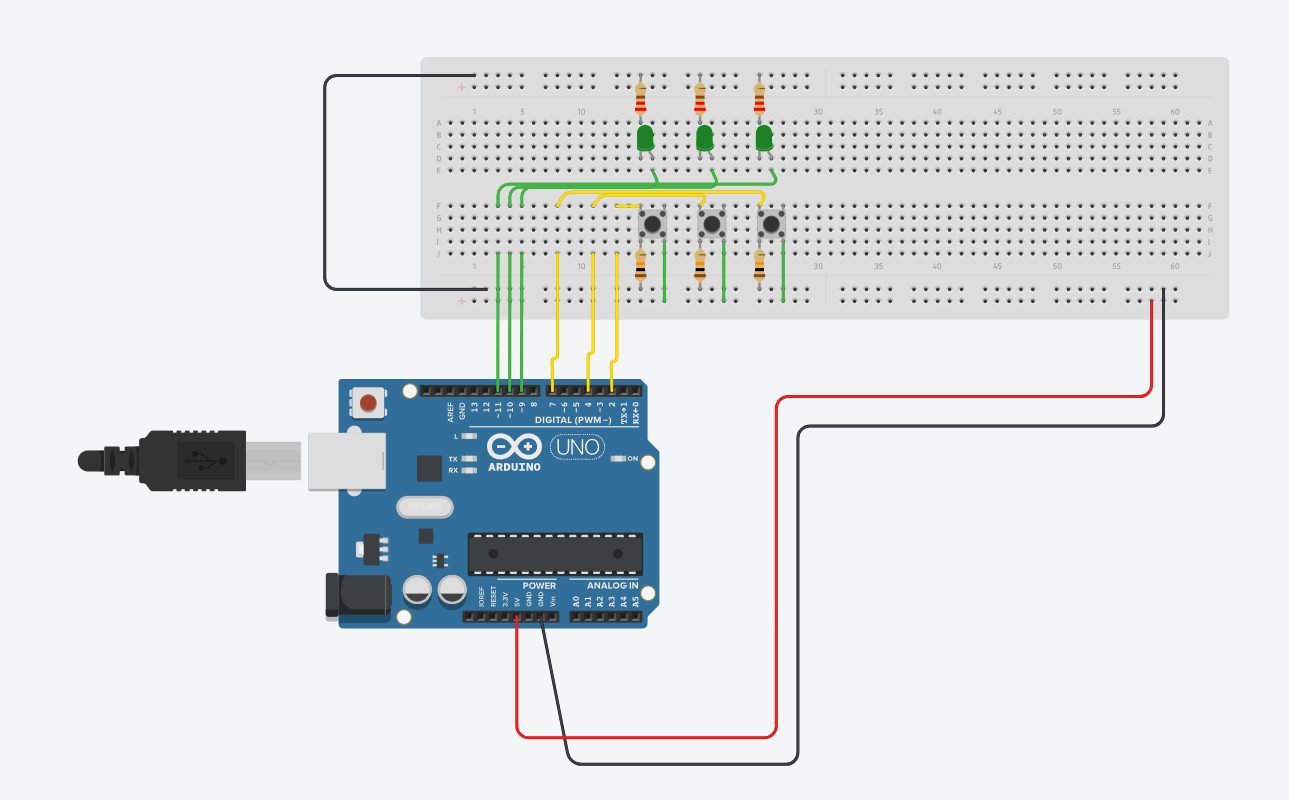 +
1 5 10 30 35 40 45 50 55 60
A A
B B
C C
D D
E E
F F
G G
H H
I I
J J
1 5 10 30 35 40 45 50 55 60
+
AREF GND 13 12 ~11 ~10 ~9 8 7 ~6 ~5 4 ~3 2 TX→1 RX←0
DIGITAL (PWM~)
L
TX
RX
ARDUINO
UNO
ON
POWER ANALOG IN
IOREF RESET 3.3V 5V GND GND Vin A0 A1 A2 A3 A4 A5